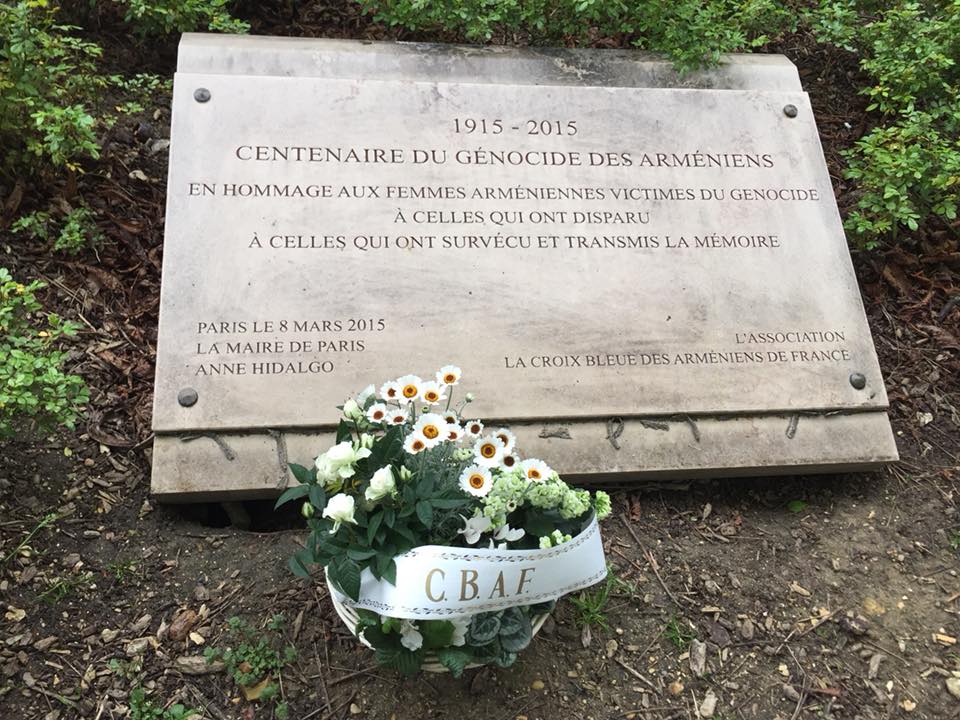 1915 - 2015
CENTENAIRE DU GÉNOCIDE DES ARMÉNIENS
EN HOMMAGE AUX FEMMES ARMÉNIENNES VICTIMES DU GENOCIDE
À CELLES QUI ONT DISPARU
À CELLES QUI ONT SURVÉCU ET TRANSMIS LA MÉMOIRE
PARIS LE 8 MARS 2015
LA MAIRE DE PARIS
ANNE HIDALGO
L'ASSOCIATION
LA CROIX BLEUE DES ARMÉNIENS DE FRANCE
C.B.A.F.